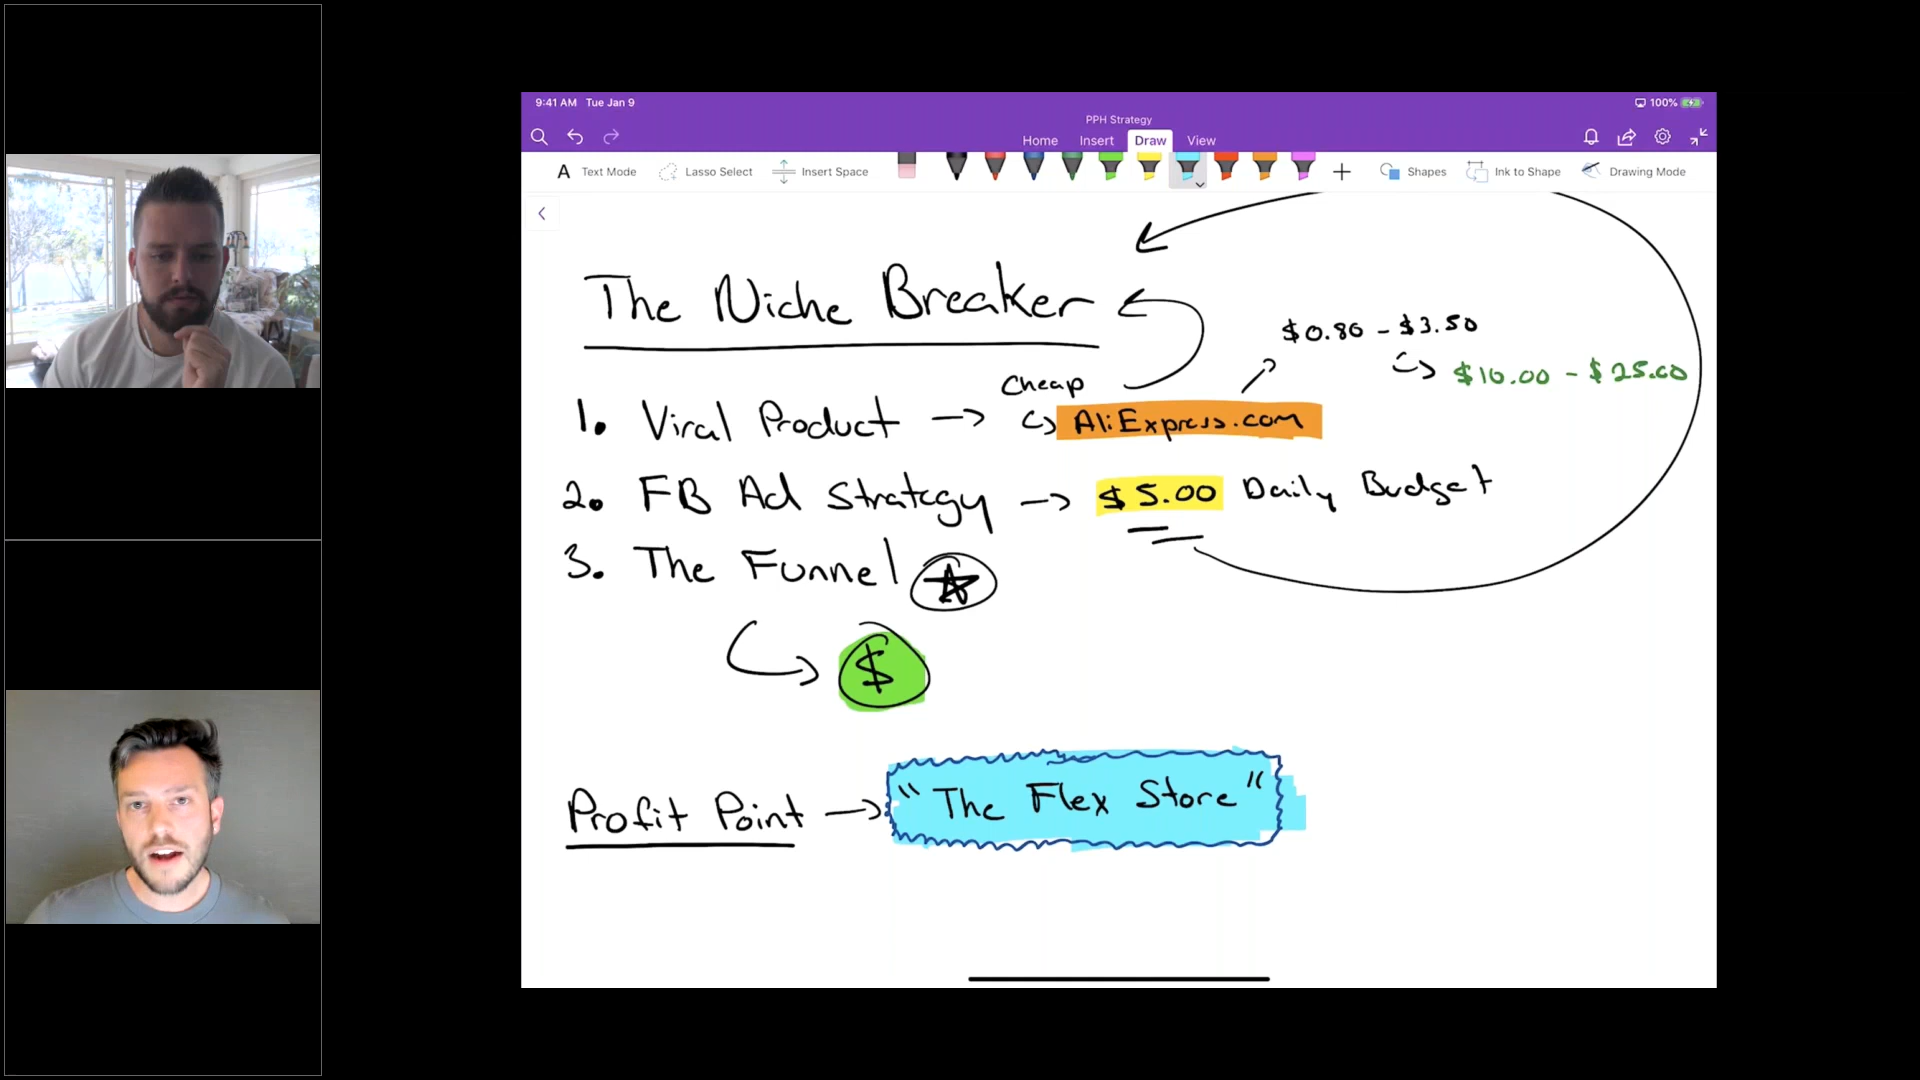 9:41 AM Tue Jan 9
100%
PPH Strategy
Home Insert Draw View
Text Mode Lasso Select Insert Space Shapes Ink to Shape Drawing Mode
The Niche Breaker
$0.80 - $3.50
$10.00 - $25.00
Cheap
1. Viral Product → AliExpress.com
2. FB Ad Strategy → $5.00 Daily Budget
3. The Funnel
$
Profit Point → "The Flex Store"